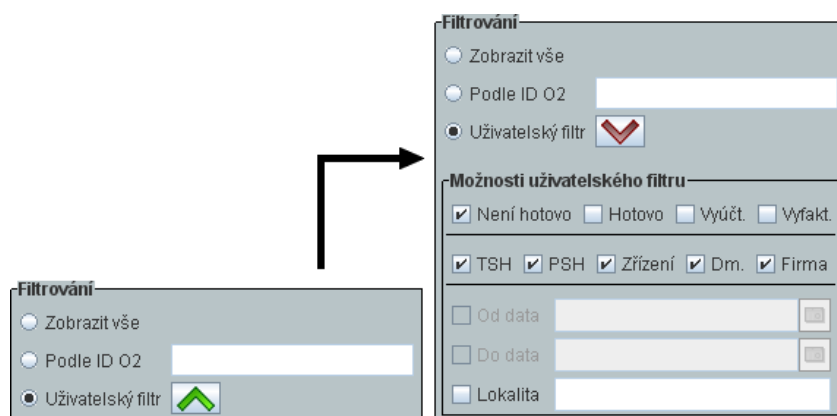 Filtrování
Zobrazit vše
Podle ID O2
Uživatelský filtr
Možnosti uživatelského filtru
Není hotovo Hotovo Vyúčt. Vyfakt.
TSH PSH Zřízení Dm. Firma
Od data
Do data
Lokalita
Filtrování
Zobrazit vše
Podle ID O2
Uživatelský filtr